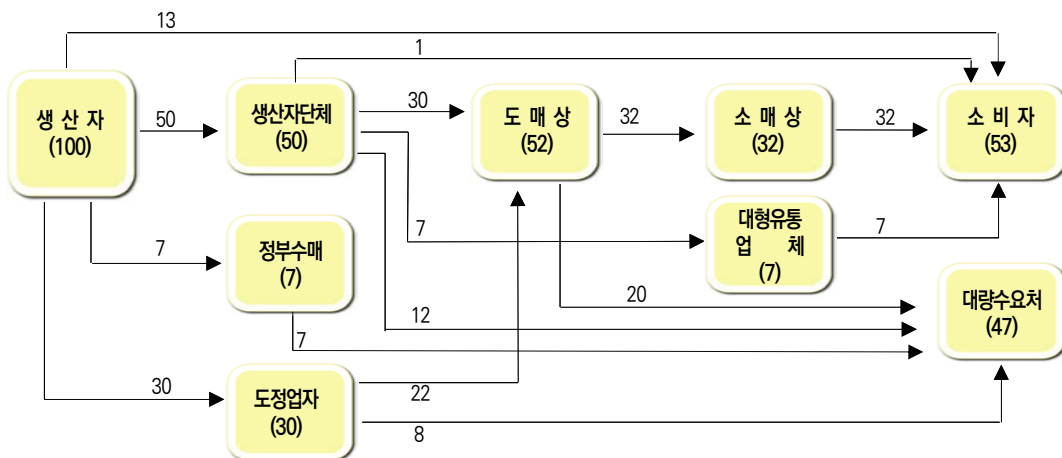 13
1
생 산 자
(100)
50
생산자단체
(50)
30
도 매 상
(52)
32
소 매 상
(32)
32
소 비 자
(53)
7
정부수매
(7)
7
대형유통
업 체
(7)
7
20
12
대량수요처
(47)
7
30
도정업자
(30)
22
8